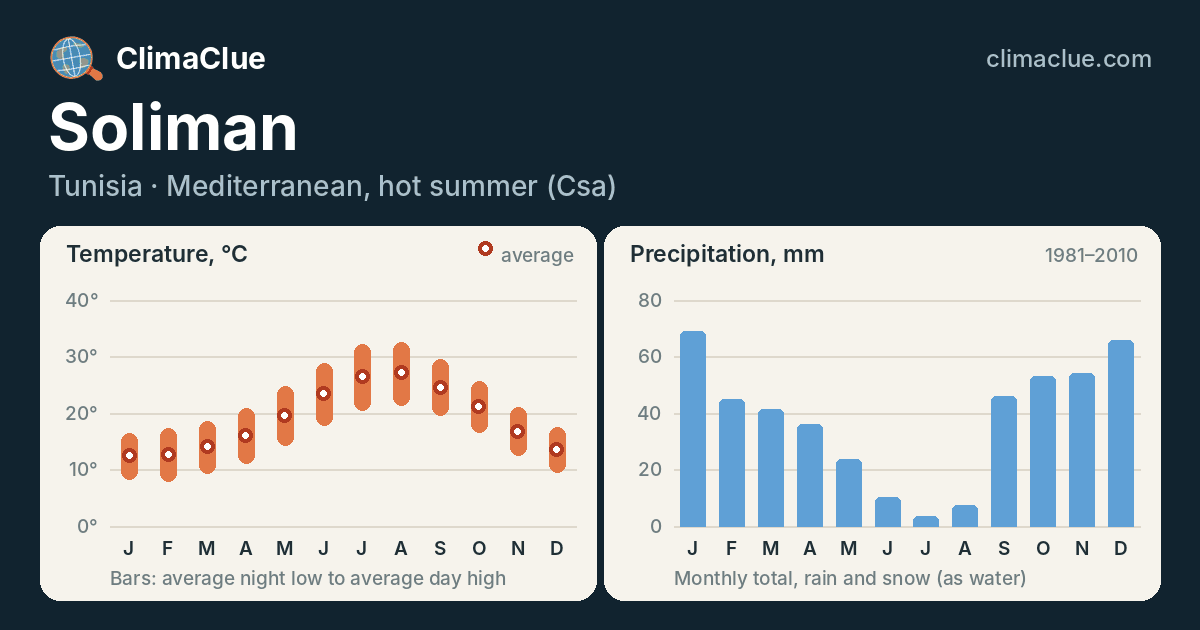 ClimaClue
climaclue.com
Soliman
Tunisia · Mediterranean, hot summer (Csa)
Temperature, °C
average
40°
30°
20°
10°
0°
J F M A M J J A S O N D
Bars: average night low to average day high
Precipitation, mm
1981–2010
80
60
40
20
0
J F M A M J J A S O N D
Monthly total, rain and snow (as water)